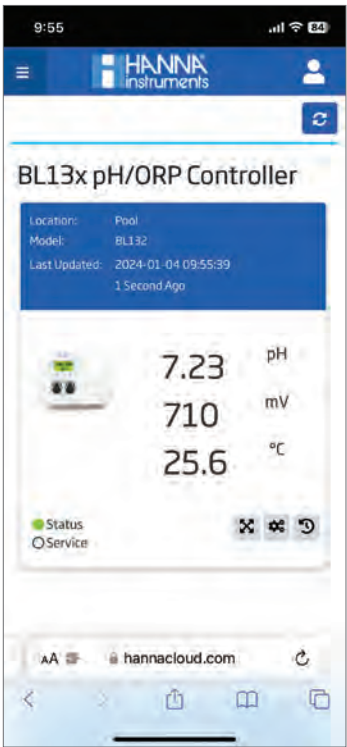 9:55
84
HANNA
instruments
BL13x pH/ORP Controller
Location: Pool
Model: BL132
Last Updated: 2024-01-04 09:55:39
1 Second Ago
7.23 pH
710 mV
25.6 °C
Status
Service
AA hannacloud.com